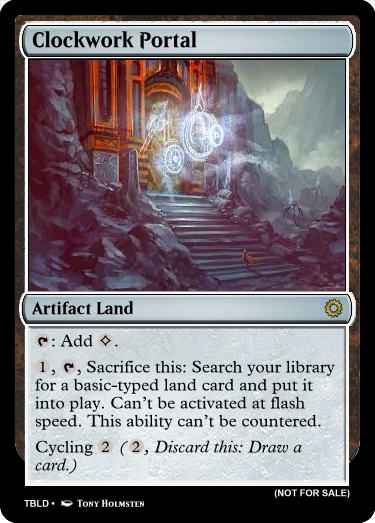 Clockwork Portal
Artifact Land
: Add .
1, , Sacrifice this: Search your library
for a basic-typed land card and put it
into play. Can't be activated at flash
speed. This ability can't be countered.
Cycling 2 ( 2, Discard this: Draw a
card.)
(NOT FOR SALE)
TBLD • Tony Holmsten